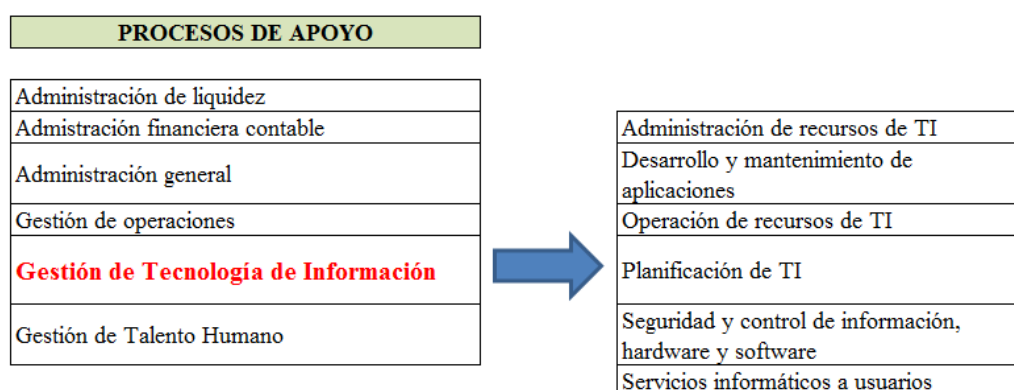 PROCESOS DE APOYO
Administración de liquidez
Admistración financiera contable
Administración general
Gestión de operaciones
Gestión de Tecnología de Información
Gestión de Talento Humano
Administración de recursos de TI
Desarrollo y mantenimiento de
aplicaciones
Operación de recursos de TI
Planificación de TI
Seguridad y control de información,
hardware y software
Servicios informáticos a usuarios